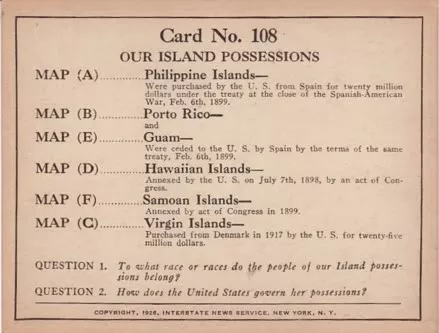 Card No. 108
OUR ISLAND POSSESSIONS
MAP (A).............Philippine Islands—
Were purchased by the U. S. from Spain for twenty million
dollars under the treaty at the close of the Spanish-American
War, Feb. 6th, 1899.
MAP (B).............Porto Rico—
and
MAP (E).............Guam—
Were ceded to the U. S. by Spain by the terms of the same
treaty, Feb. 6th, 1899.
MAP (D).............Hawaiian Islands—
Annexed by the U. S. on July 7th, 1898, by an act of Con-
gress.
MAP (F).............Samoan Islands—
Annexed by act of Congress in 1899.
MAP (C).............Virgin Islands—
Purchased from Denmark in 1917 by the U. S. for twenty-five
million dollars.
QUESTION 1. To what race or races do the people of our Island posses-
sions belong?
QUESTION 2. How does the United States govern her possessions?
COPYRIGHT, 1926, INTERSTATE NEWS SERVICE, NEW YORK, N. Y.